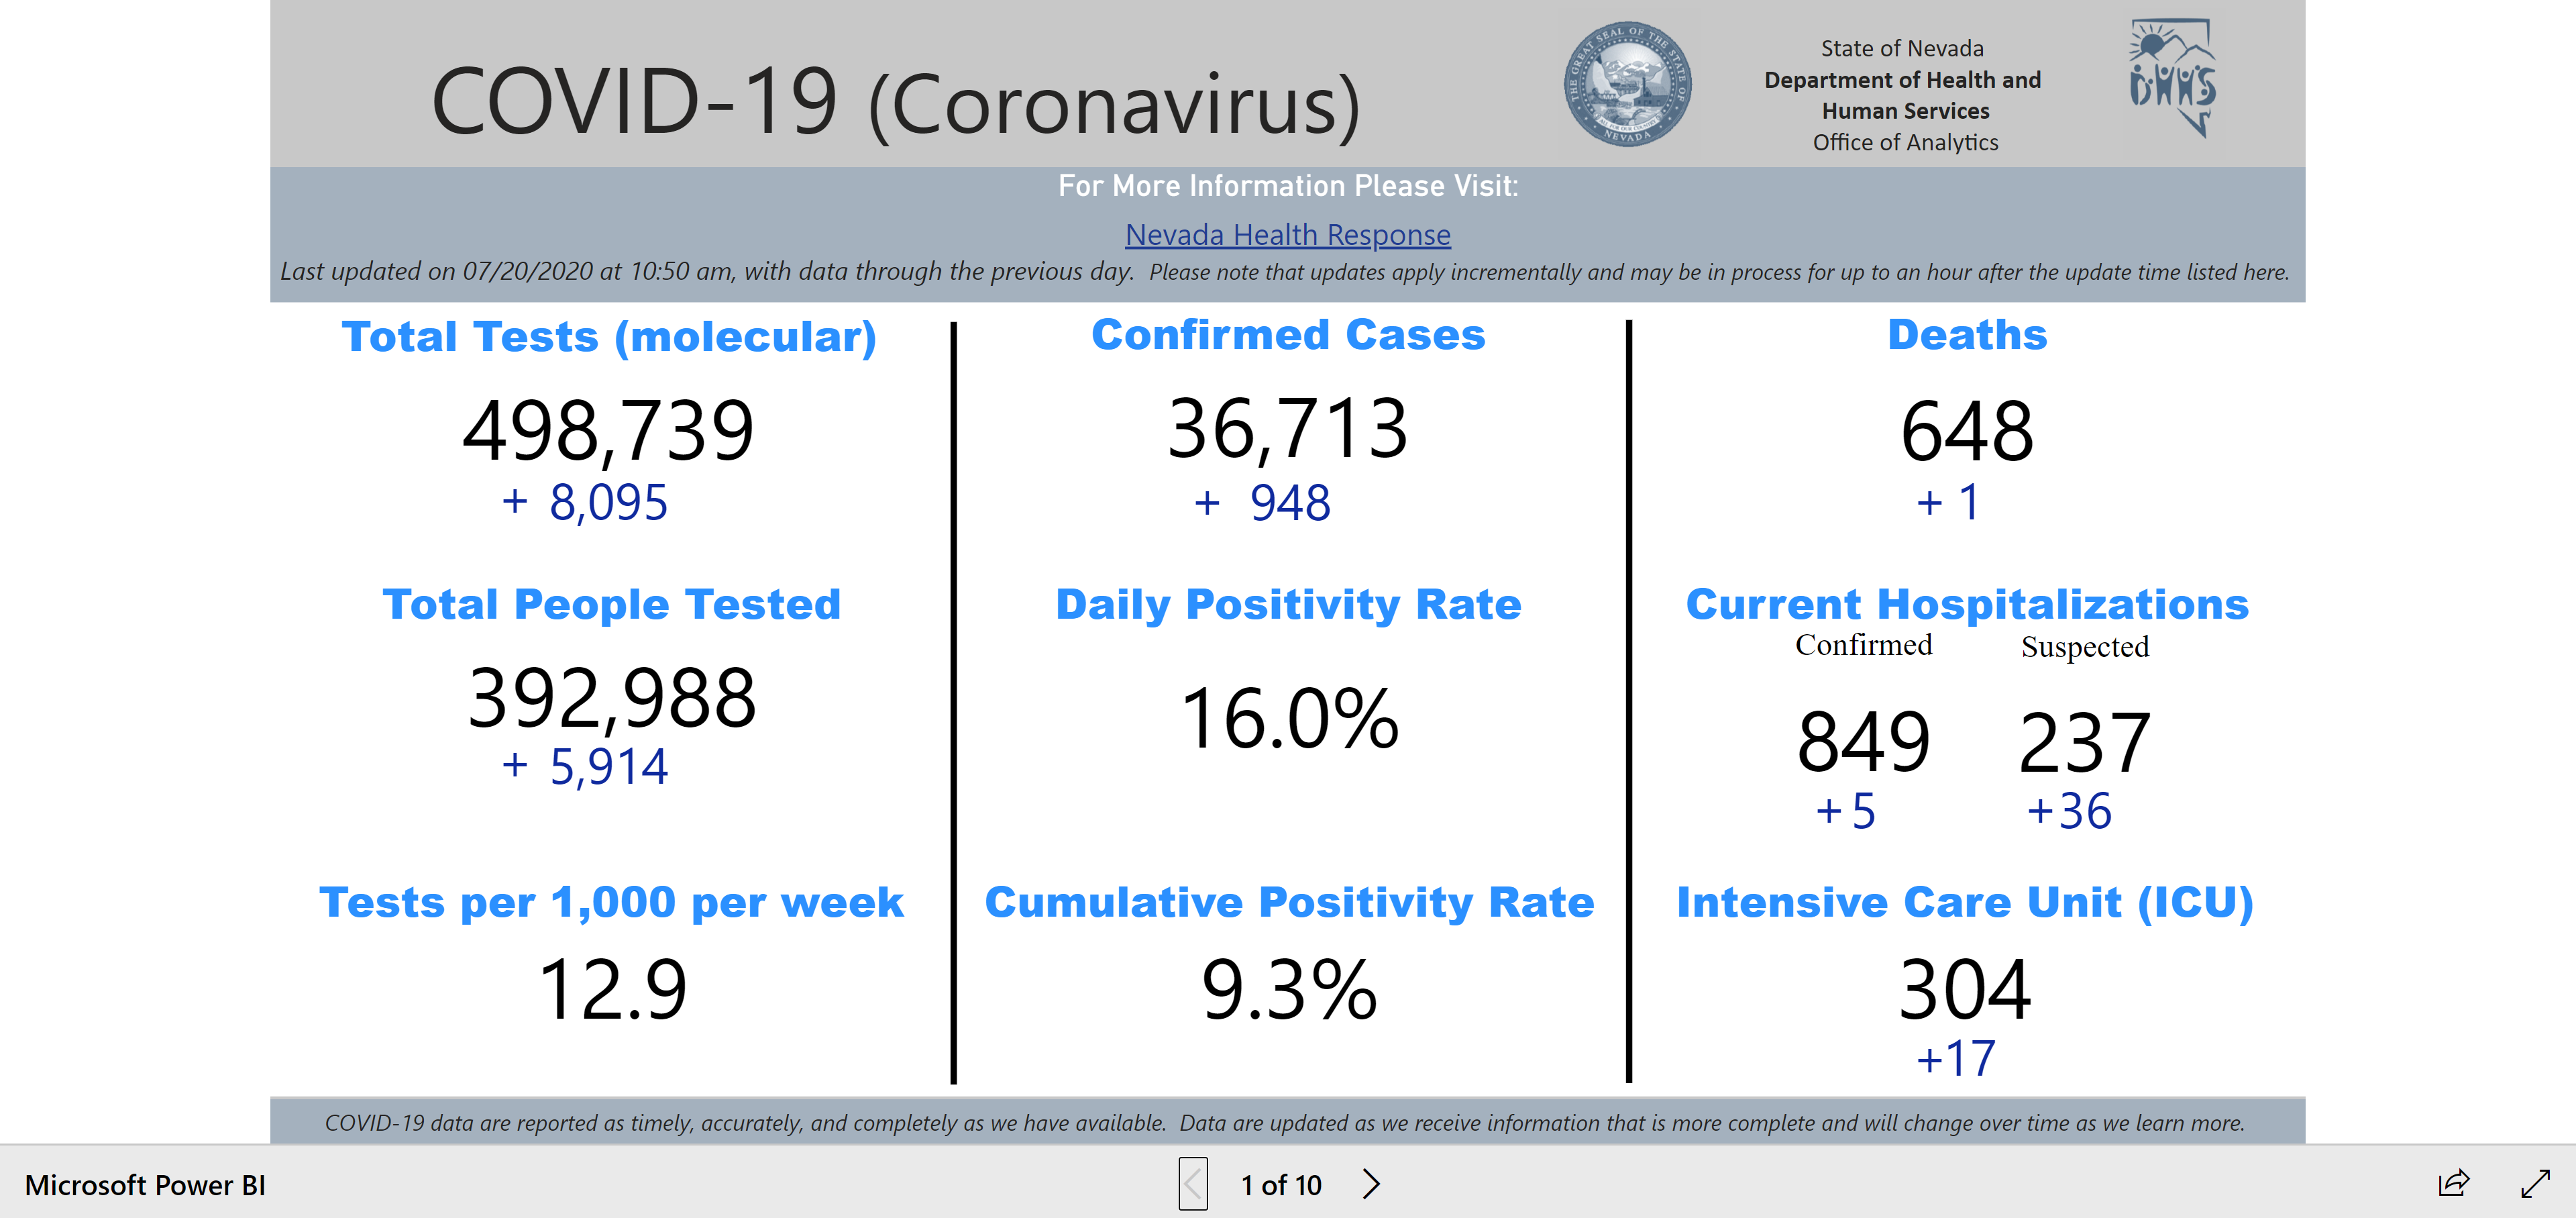 COVID-19 (Coronavirus)
THE GREAT SEAL OF THE STATE OF
ALL FOR OUR COUNTRY
NEVADA
State of Nevada
Department of Health and
Human Services
Office of Analytics
DHHS
For More Information Please Visit:
Nevada Health Response
Last updated on 07/20/2020 at 10:50 am, with data through the previous day.  Please note that updates apply incrementally and may be in process for up to an hour after the update time listed here.
Total Tests (molecular)
498,739
+ 8,095
Total People Tested
392,988
+ 5,914
Tests per 1,000 per week
12.9
Confirmed Cases
36,713
+ 948
Daily Positivity Rate
16.0%
Cumulative Positivity Rate
9.3%
Deaths
648
+ 1
Current Hospitalizations
Confirmed Suspected
849 237
+5 +36
Intensive Care Unit (ICU)
304
+17
COVID-19 data are reported as timely, accurately, and completely as we have available.  Data are updated as we receive information that is more complete and will change over time as we learn more.
Microsoft Power BI
1 of 10